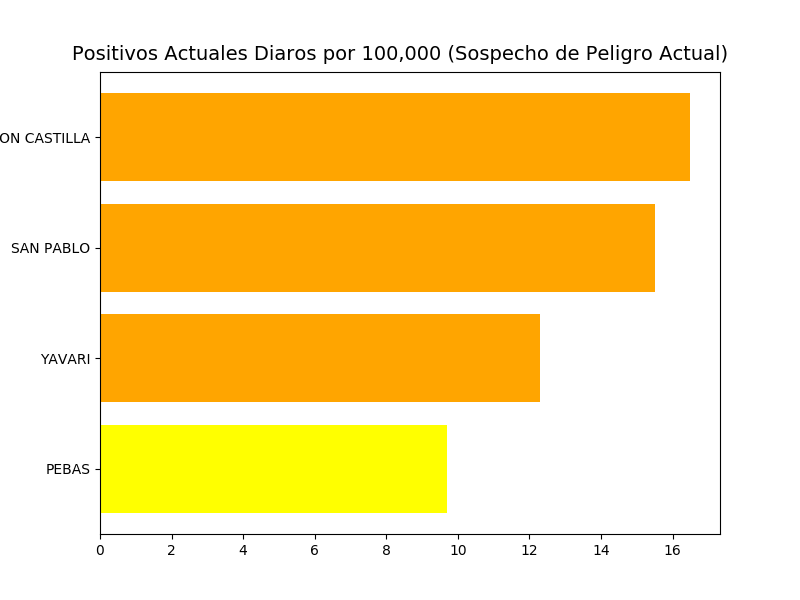 Positivos Actuales Diaros por 100,000 (Sospecho de Peligro Actual)
ON CASTILLA
SAN PABLO
YAVARI
PEBAS
0 2 4 6 8 10 12 14 16